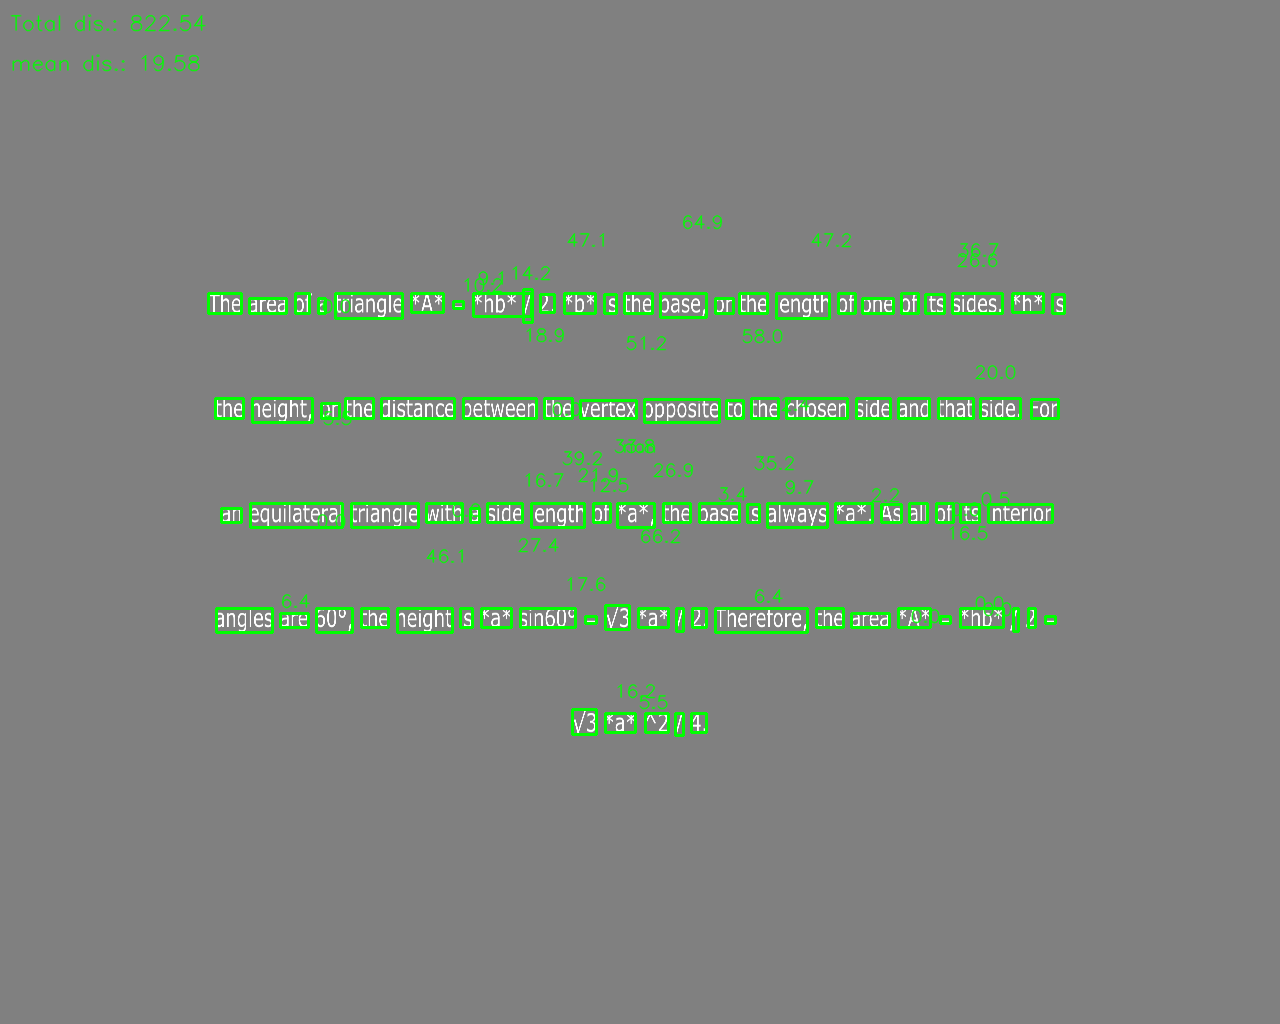 Total dis.: 822.54
mean dis.: 19.58
The area of a triangle *A* = *hb* / 2. *b* is the base, or the length of one of its sides. *h* is
the height, or the distance between the vertex opposite to the chosen side and that side. For
an equilateral triangle with a side length of *a*, the base is always *a*. As all of its interior
angles are 60°, the height is *a* sin60° = √3 *a* / 2. Therefore, the area *A* = *hb* / 2 =
√3 *a* ^2 / 4.
64.9
47.1 47.2
36.7
26.6
9.1 14.2
10.2
18.9 51.2 58.0
20.0
39.2 21.9
16.7 12.5 26.9 35.2
3.4 9.7 2.2 0.5
46.1 27.4 66.2 16.5
17.6
6.4 6.4 0.0
16.2
5.5